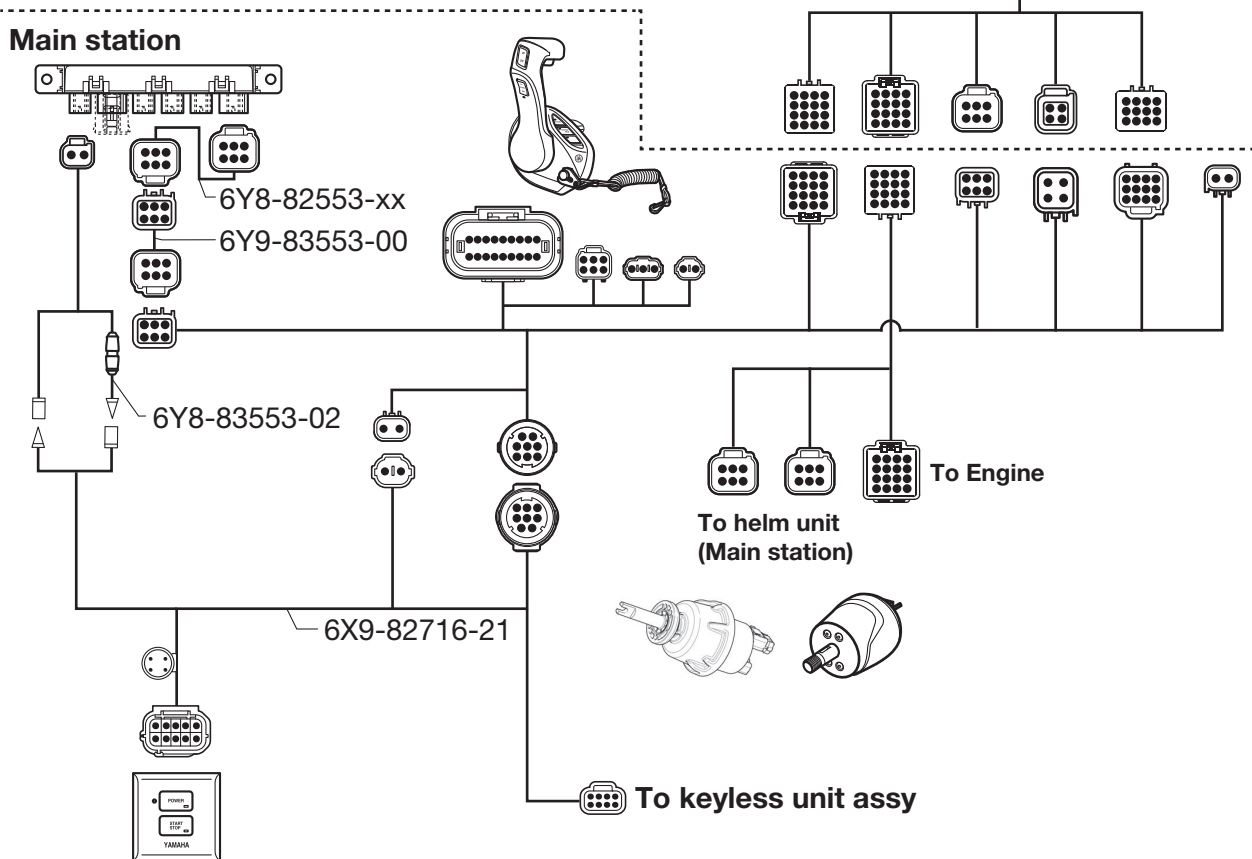 Main station
6Y8-82553-xx
6Y9-83553-00
6Y8-83553-02
To Engine
To helm unit
(Main station)
6X9-82716-21
To keyless unit assy
POWER
START
STOP
YAMAHA